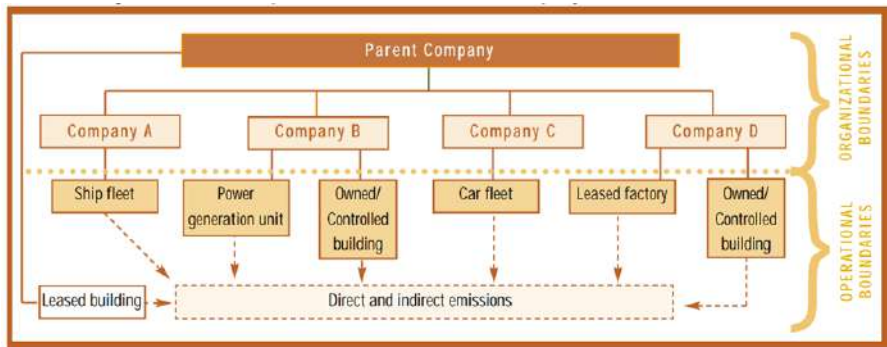 Parent Company
Company A
Company B
Company C
Company D
ORGANIZATIONAL
BOUNDARIES
Ship fleet
Power
generation unit
Owned/
Controlled
building
Car fleet
Leased factory
Owned/
Controlled
building
OPERATIONAL
BOUNDARIES
Leased building
Direct and indirect emissions